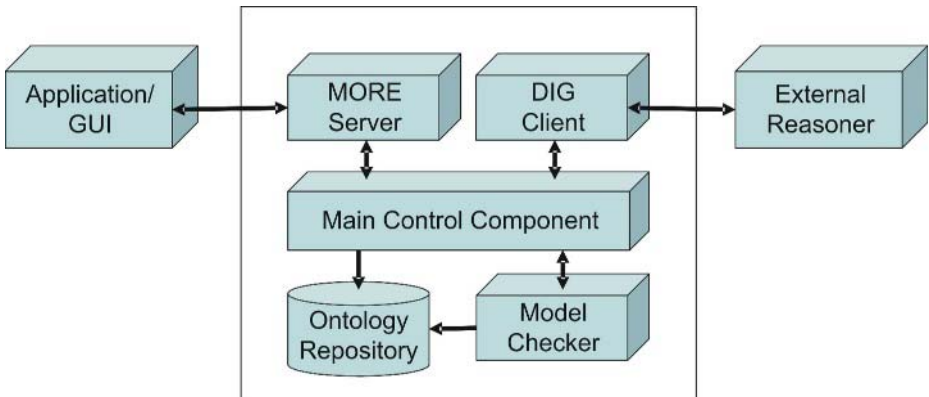 Application/
GUI
MORE
Server
DIG
Client
External
Reasoner
Main Control Component
Ontology
Repository
Model
Checker